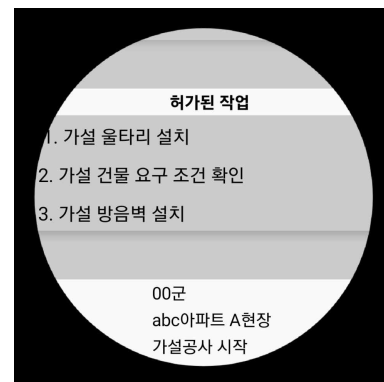 허가된 작업
1. 가설 울타리 설치
2. 가설 건물 요구 조건 확인
3. 가설 방음벽 설치
00군
abc아파트 A현장
가설공사 시작